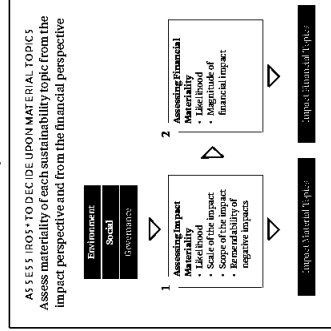 ASSESS IROS* TO DECIDE UPON MATERIAL TOPICS
Assess materiality of each sustainability topic from the
impact perspective and from the financial perspective
Environment
Social
Governance
1
Assessing Impact
Materiality
• Likelihood
• Scale of the impact
• Scope of the impact
• Remediability of
negative impacts
2
Assessing Financial
Materiality
• Likelihood
• Magnitude of
financial impact
Impact Material Topics
Impact Financial Topics